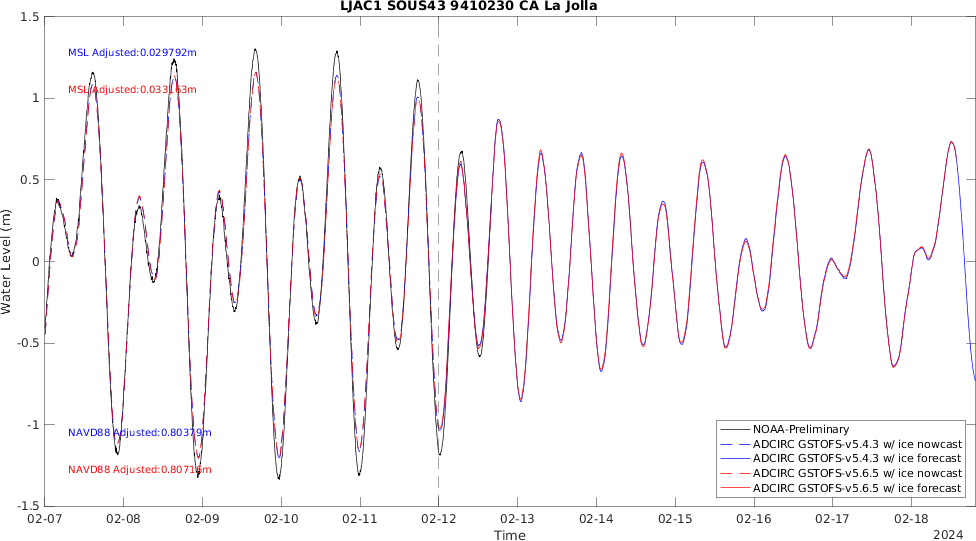 LJAC1 SOUS43 9410230 CA La Jolla
MSL Adjusted:0.029792m
MSL Adjusted:0.033163m
NAVD88 Adjusted:0.80379m
NAVD88 Adjusted:0.80716m
Water Level (m)
1.5
1
0.5
0
-0.5
-1
-1.5
NOAA-Preliminary
ADCIRC GSTOFS-v5.4.3 w/ ice nowcast
ADCIRC GSTOFS-v5.4.3 w/ ice forecast
ADCIRC GSTOFS-v5.6.5 w/ ice nowcast
ADCIRC GSTOFS-v5.6.5 w/ ice forecast
02-07 02-08 02-09 02-10 02-11 02-12 02-13 02-14 02-15 02-16 02-17 02-18
Time
2024